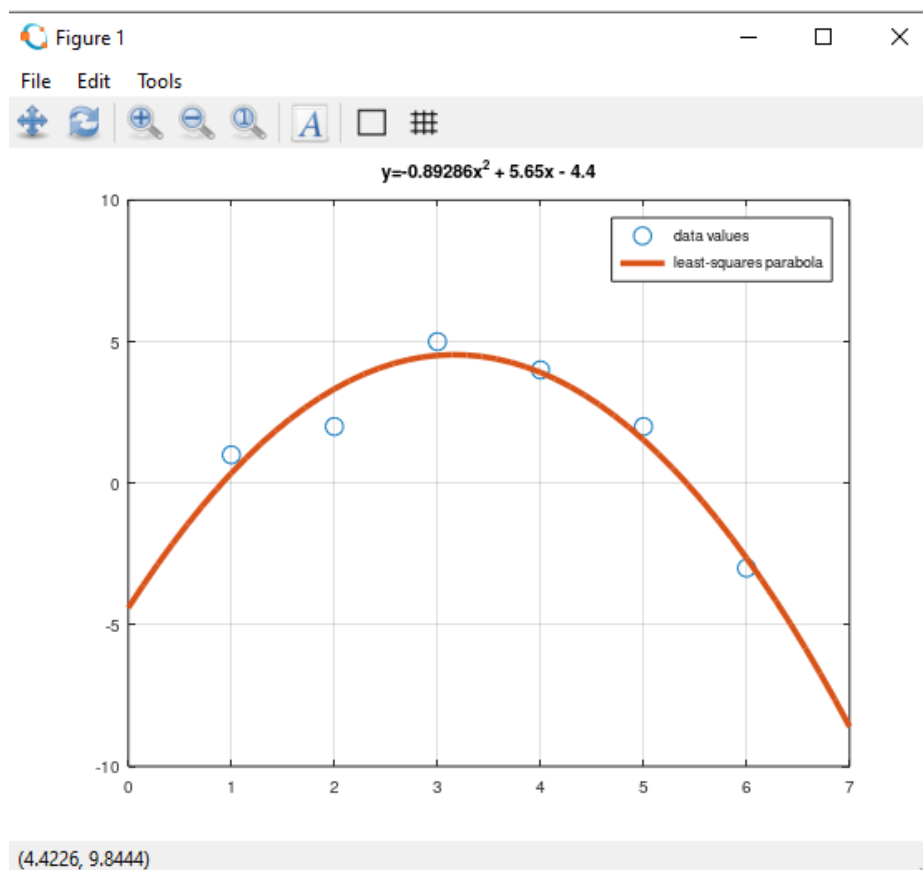 Figure 1
File Edit Tools
A
y=-0.89286x² + 5.65x - 4.4
data values
least-squares parabola
10
5
0
-5
-10
0 1 2 3 4 5 6 7
(4.4226, 9.8444)